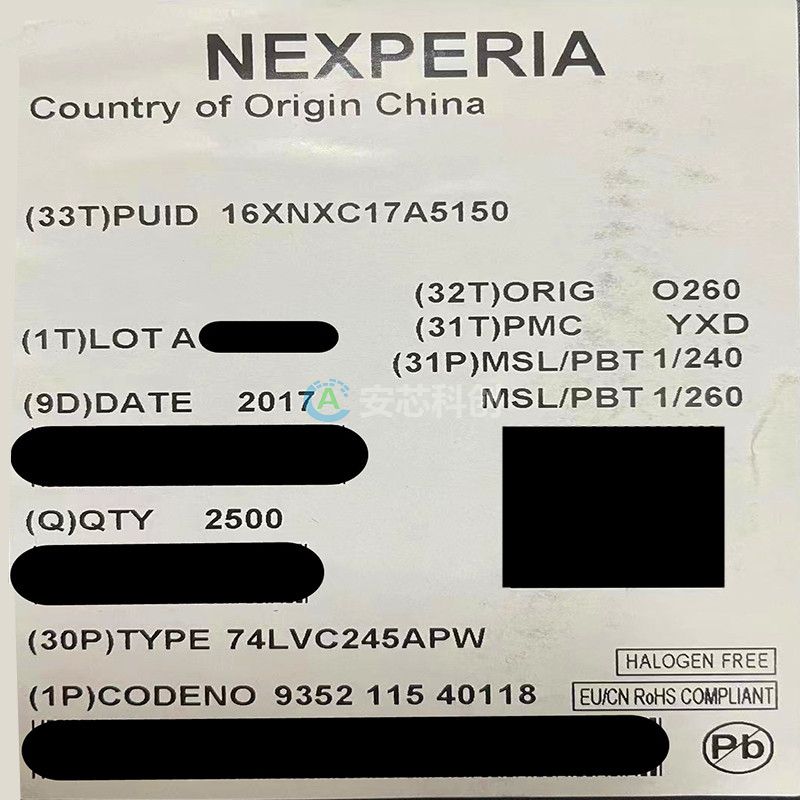 NEXPERIA
Country of Origin China
(33T)PUID 16XNXC17A5150
(32T)ORIG O260
(1T)LOT A
(31T)PMC YXD
(31P)MSL/PBT 1/240
(9D)DATE 2017
MSL/PBT 1/260
A 安芯科创
(Q)QTY 2500
(30P)TYPE 74LVC245APW
HALOGEN FREE
(1P)CODENO 9352 115 40118
EU/CN RoHS COMPLIANT
Pb